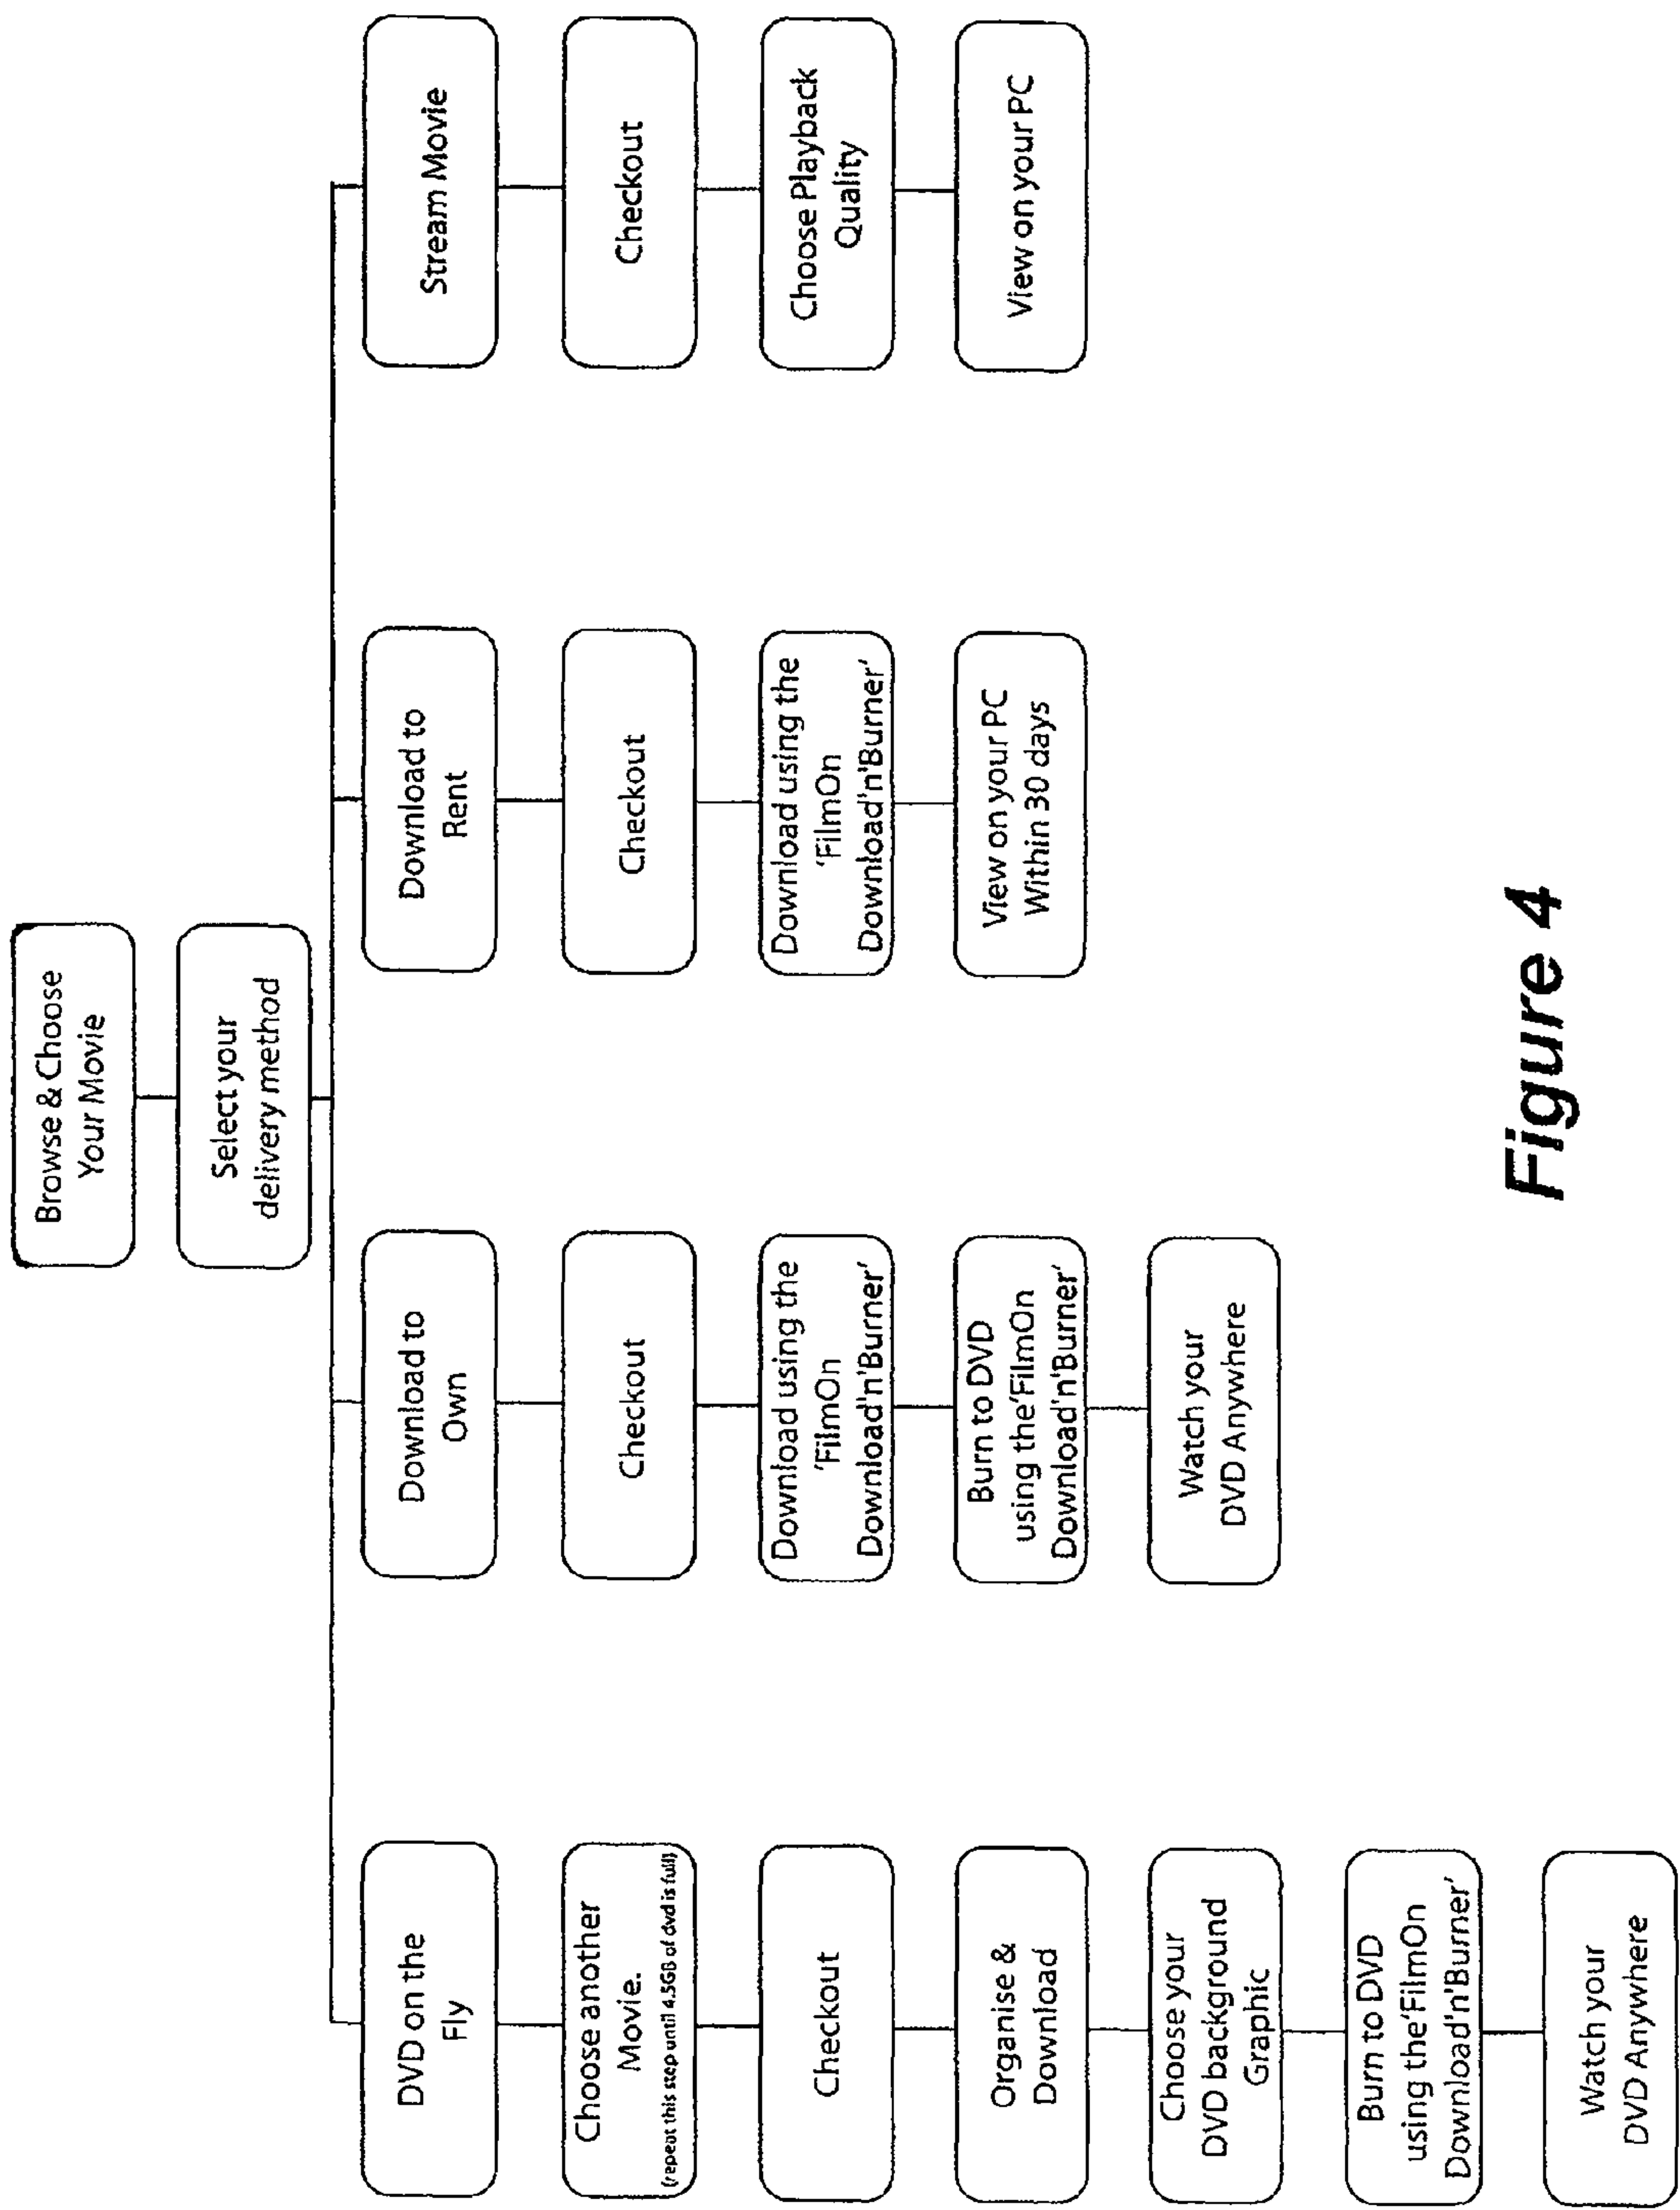 Browse & Choose
Your Movie
Select your
delivery method
DVD on the
Fly
Choose another
Movie.
(repeat this step until 4.5GB of dvd is full)
Checkout
Organise &
Download
Choose your
DVD background
Graphic
Burn to DVD
using the'FilmOn
Download'n'Burner'
Watch your
DVD Anywhere
Download to
Own
Checkout
Download using the
'FilmOn
Download'n'Burner'
Burn to DVD
using the'FilmOn
Download'n'Burner'
Watch your
DVD Anywhere
Download to
Rent
Checkout
Download using the
'FilmOn
Download'n'Burner'
View on your PC
Within 30 days
Stream Movie
Checkout
Choose Playback
Quality
View on your PC
Figure 4